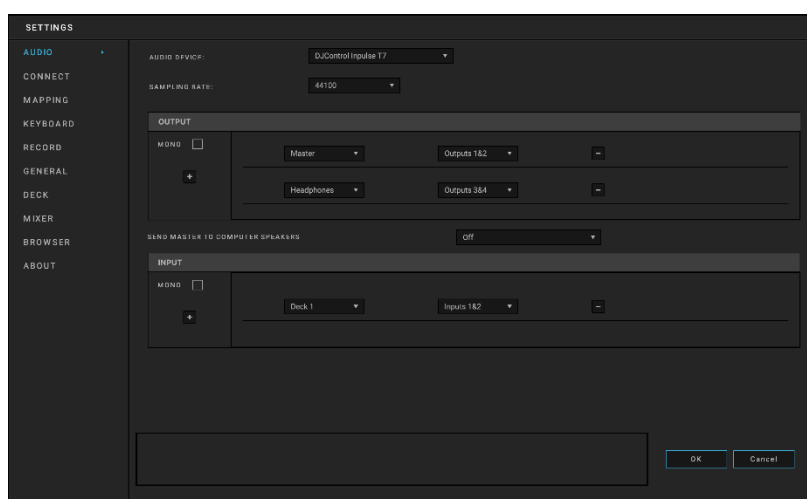 SETTINGS
AUDIO
CONNECT
MAPPING
KEYBOARD
RECORD
GENERAL
DECK
MIXER
BROWSER
ABOUT
AUDIO DEVICE: DJControl Inpulse T7
SAMPLING RATE: 44100
OUTPUT
MONO
Master Outputs 1&2 −
+
Headphones Outputs 3&4 −
SEND MASTER TO COMPUTER SPEAKERS Off
INPUT
MONO
Deck 1 Inputs 1&2 −
+
OK Cancel